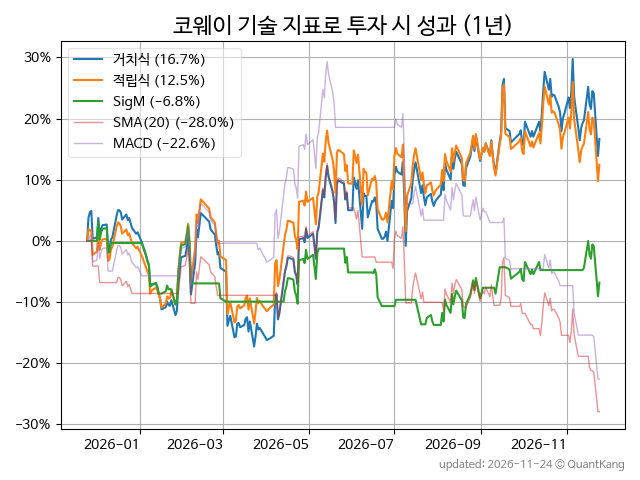 코웨이 기술 지표로 투자 시 성과 (1년)
30%
20%
10%
0%
−10%
−20%
−30%
거치식 (16.7%)
적립식 (12.5%)
SigM (−6.8%)
SMA(20) (−28.0%)
MACD (−22.6%)
2026-01
2026-03
2026-05
2026-07
2026-09
2026-11
updated: 2026-11-24 © QuantKang